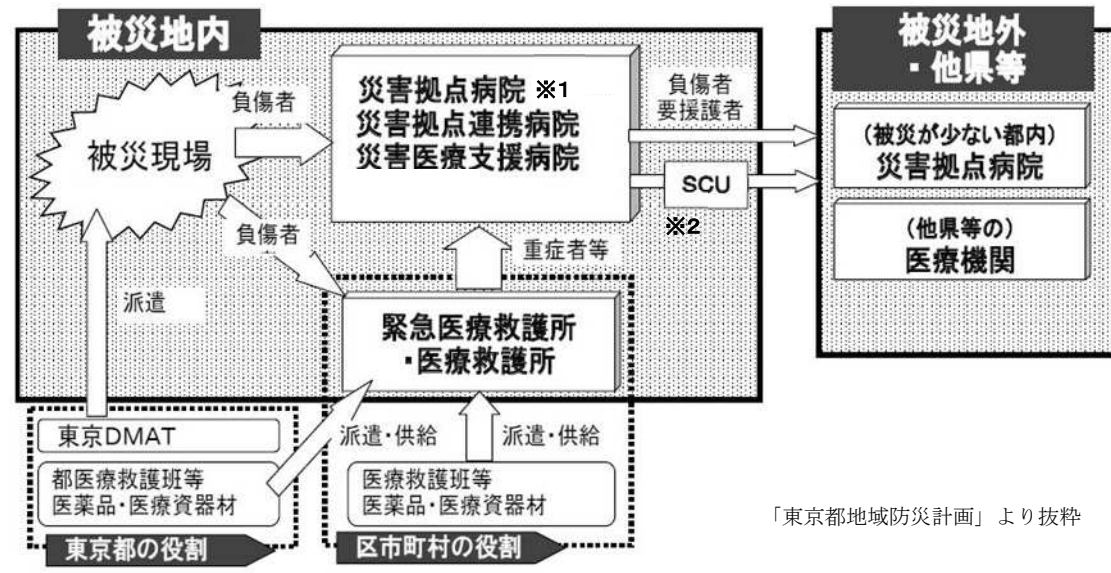 被災地内
被災現場
負傷者
災害拠点病院 ※1
災害拠点連携病院
災害医療支援病院
負傷者
要援護者
SCU
※2
被災地外
・他県等
(被災が少ない都内)
災害拠点病院
(他県等の)
医療機関
負傷者
重症者等
派遣
緊急医療救護所
・医療救護所
東京DMAT
都医療救護班等
医薬品・医療資器材
東京都の役割
派遣・供給
派遣・供給
医療救護班等
医薬品・医療資器材
区市町村の役割
「東京都地域防災計画」より抜粋